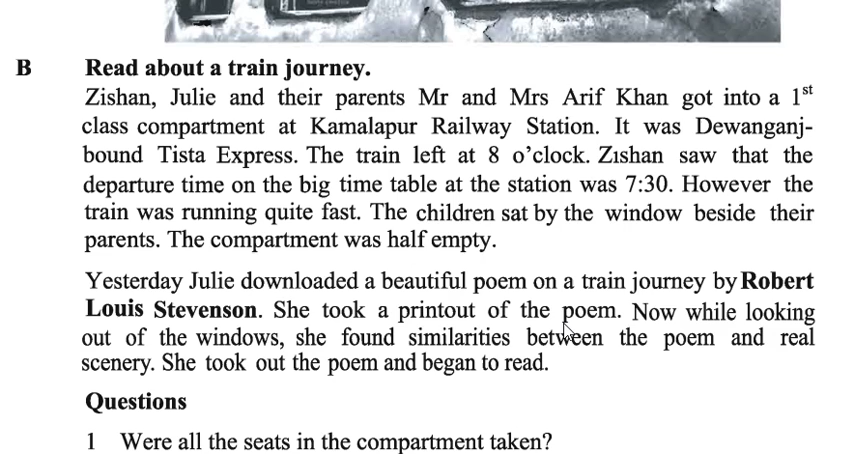 B Read about a train journey.
Zishan, Julie and their parents Mr and Mrs Arif Khan got into a 1st
class compartment at Kamalapur Railway Station. It was Dewanganj-
bound Tista Express. The train left at 8 o’clock. Zıshan saw that the
departure time on the big time table at the station was 7:30. However the
train was running quite fast. The children sat by the window beside their
parents. The compartment was half empty.
Yesterday Julie downloaded a beautiful poem on a train journey by Robert
Louis Stevenson. She took a printout of the poem. Now while looking
out of the windows, she found similarities between the poem and real
scenery. She took out the poem and began to read.
Questions
1 Were all the seats in the compartment taken?